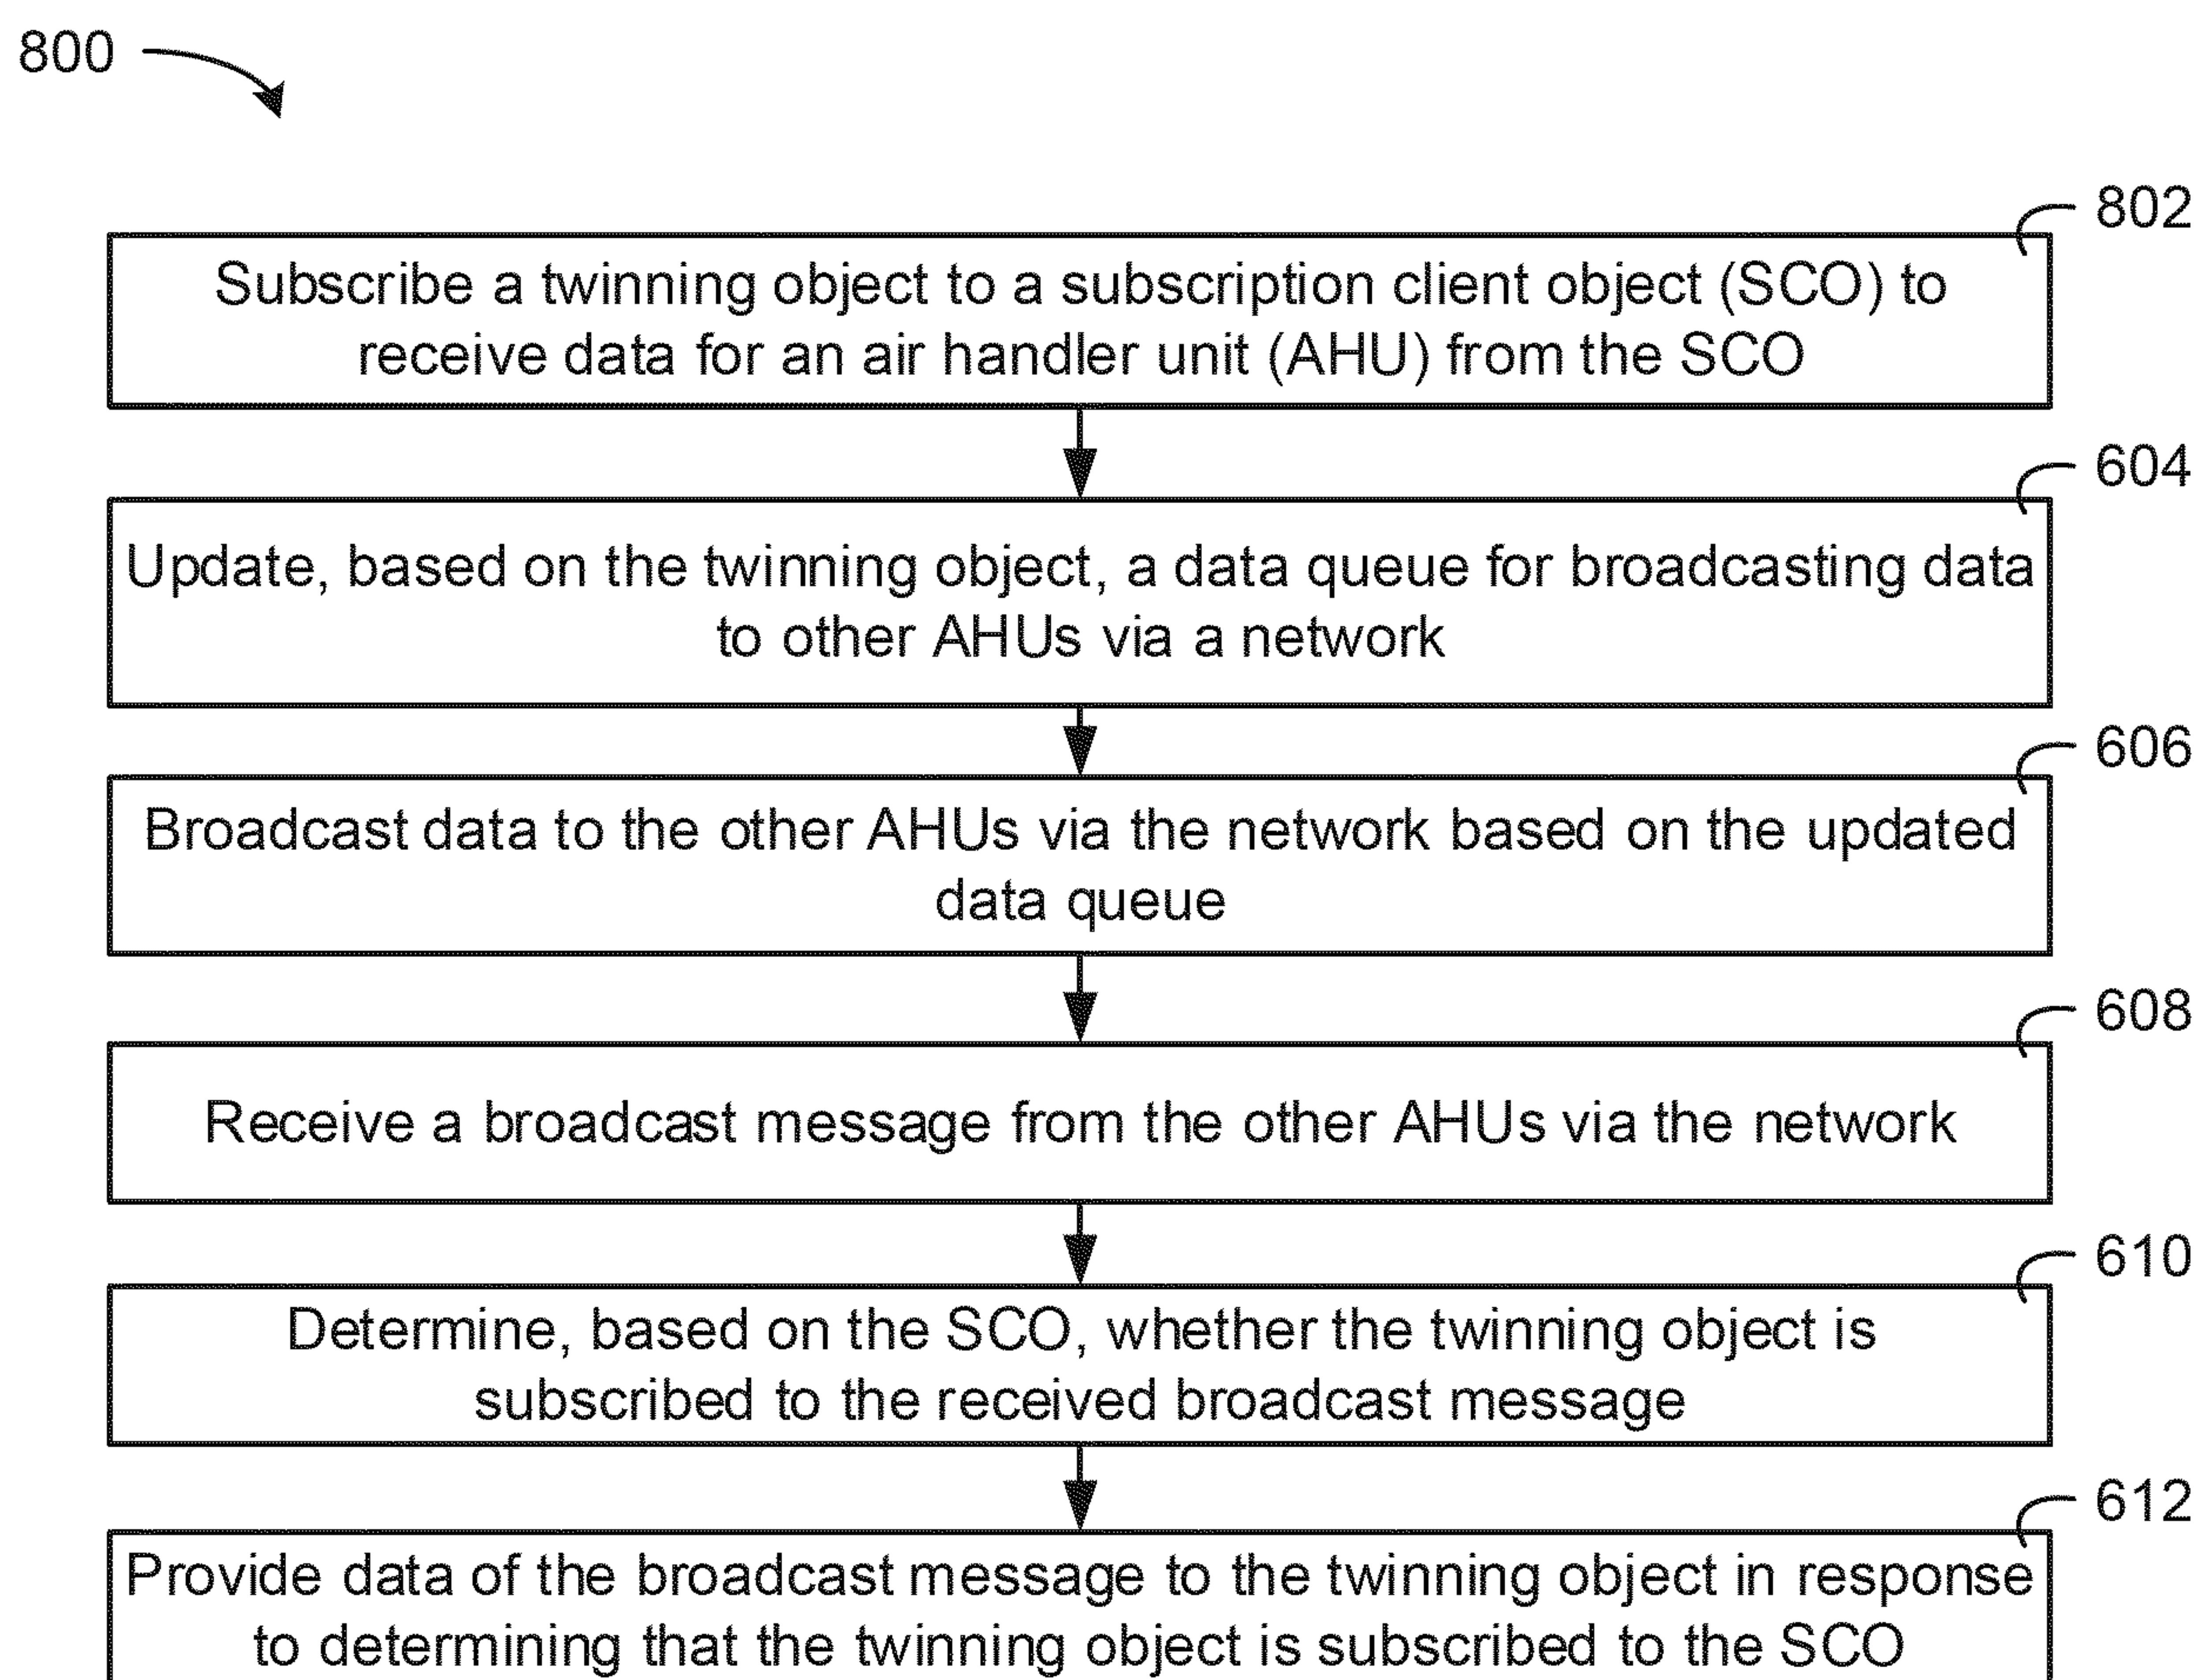 800
802
Subscribe a twinning object to a subscription client object (SCO) to
receive data for an air handler unit (AHU) from the SCO
604
Update, based on the twinning object, a data queue for broadcasting data
to other AHUs via a network
606
Broadcast data to the other AHUs via the network based on the updated
data queue
608
Receive a broadcast message from the other AHUs via the network
610
Determine, based on the SCO, whether the twinning object is
subscribed to the received broadcast message
612
Provide data of the broadcast message to the twinning object in response
to determining that the twinning object is subscribed to the SCO